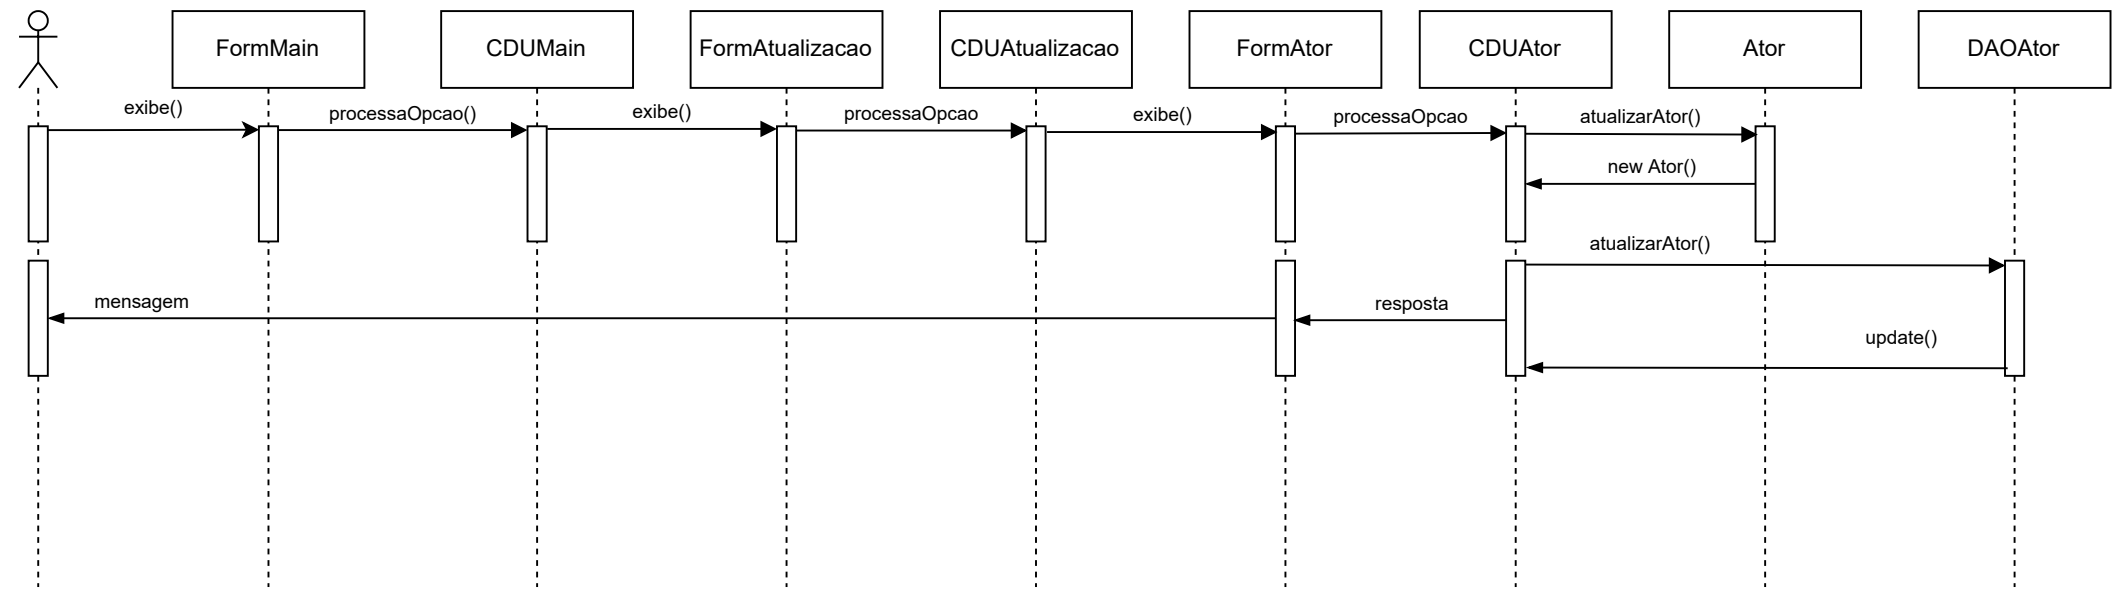 FormMain
CDUMain
FormAtualizacao
CDUAtualizacao
FormAtor
CDUAtor
Ator
DAOAtor
exibe()
processaOpcao()
exibe()
processaOpcao
exibe()
processaOpcao
atualizarAtor()
new Ator()
atualizarAtor()
mensagem
resposta
update()